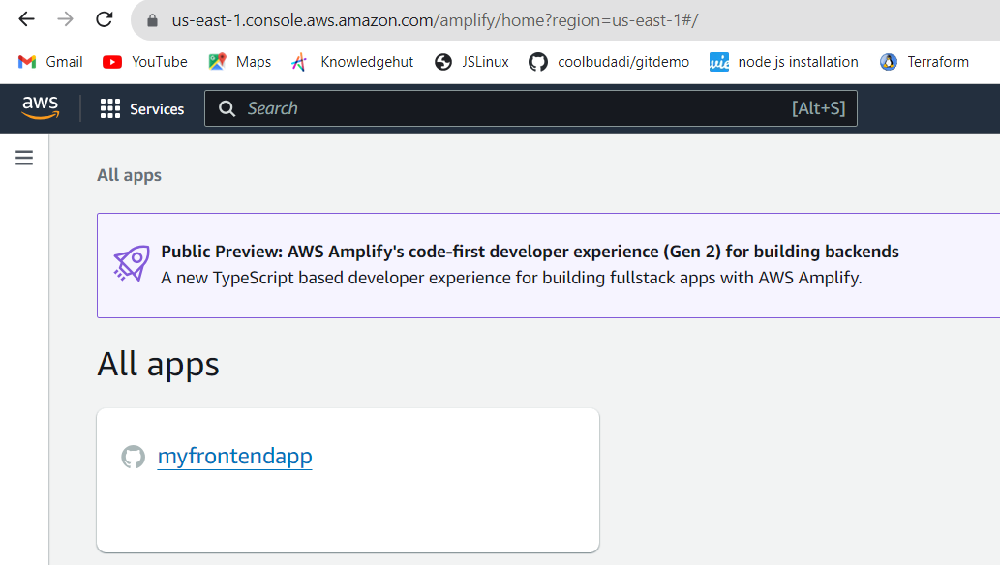 us-east-1.console.aws.amazon.com/amplify/home?region=us-east-1#/
Gmail YouTube Maps Knowledgehut JSLinux coolbudadi/gitdemo node js installation Terraform
aws Services Search [Alt+S]
All apps
Public Preview: AWS Amplify's code-first developer experience (Gen 2) for building backends
A new TypeScript based developer experience for building fullstack apps with AWS Amplify.
All apps
myfrontendapp